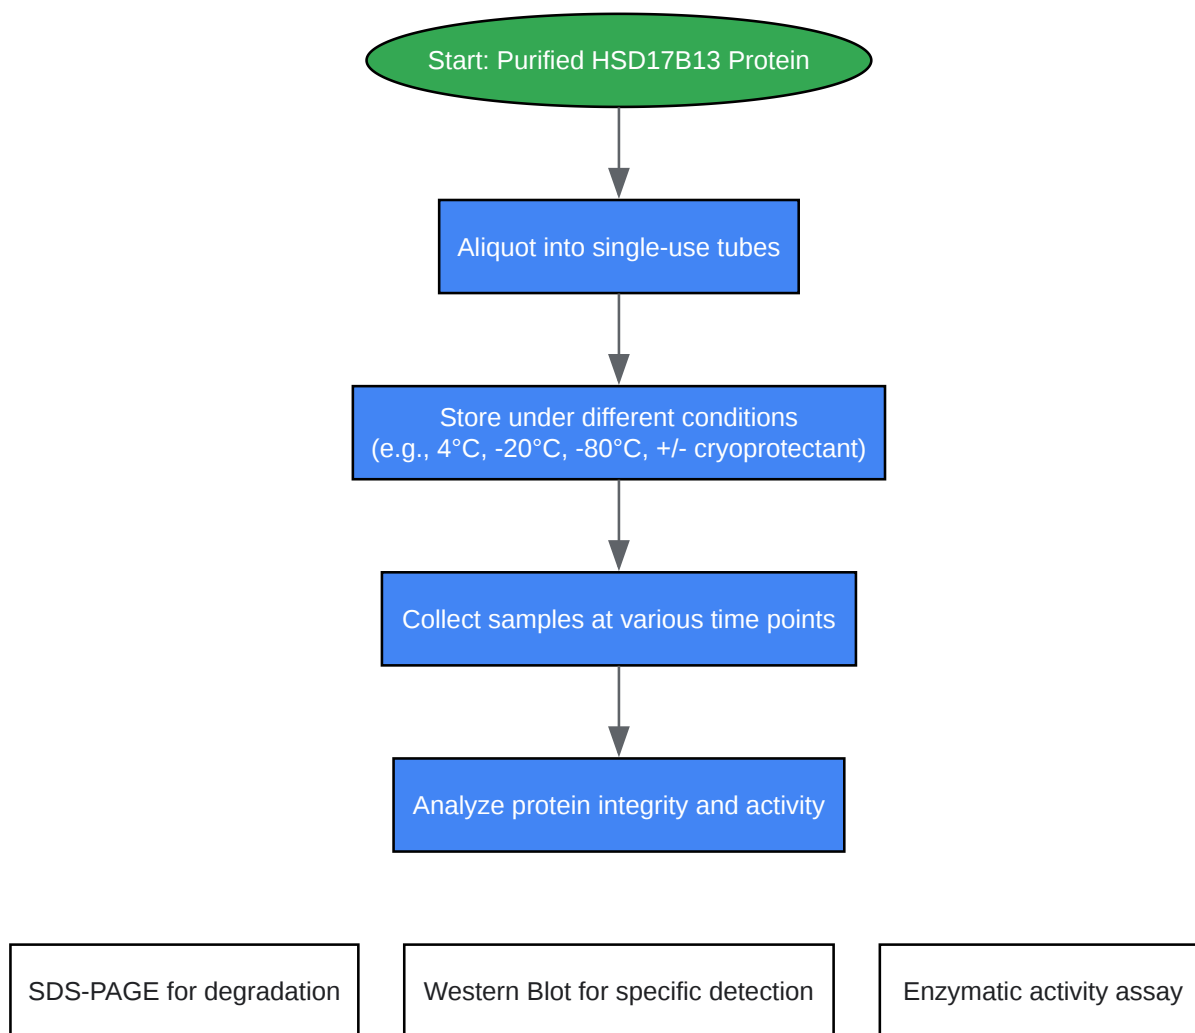 Start: Purified HSD17B13 Protein
Aliquot into single-use tubes
Store under different conditions
(e.g., 4°C, -20°C, -80°C, +/- cryoprotectant)
Collect samples at various time points
Analyze protein integrity and activity
SDS-PAGE for degradation
Western Blot for specific detection
Enzymatic activity assay